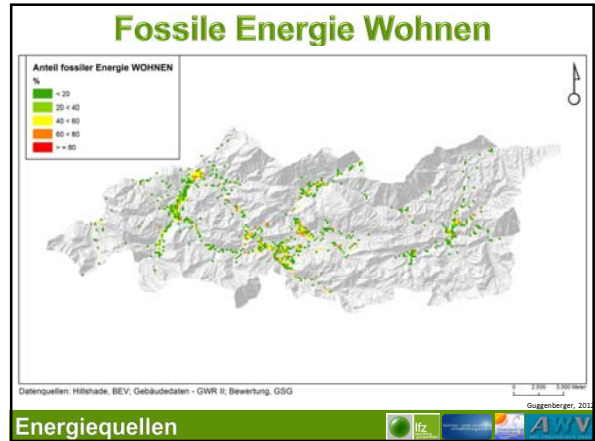 Fossile Energie Wohnen
Anteil fossiler Energie WOHNEN
%
< 20
20 < 40
40 < 60
60 < 80
> = 80
Datenquellen: Hillshade, BEV; Gebäudedaten - GWR II; Bewertung, GSG
0 2.500 5.000 Meter
Guggenberger, 2012
Energiequellen
lfz
AWV